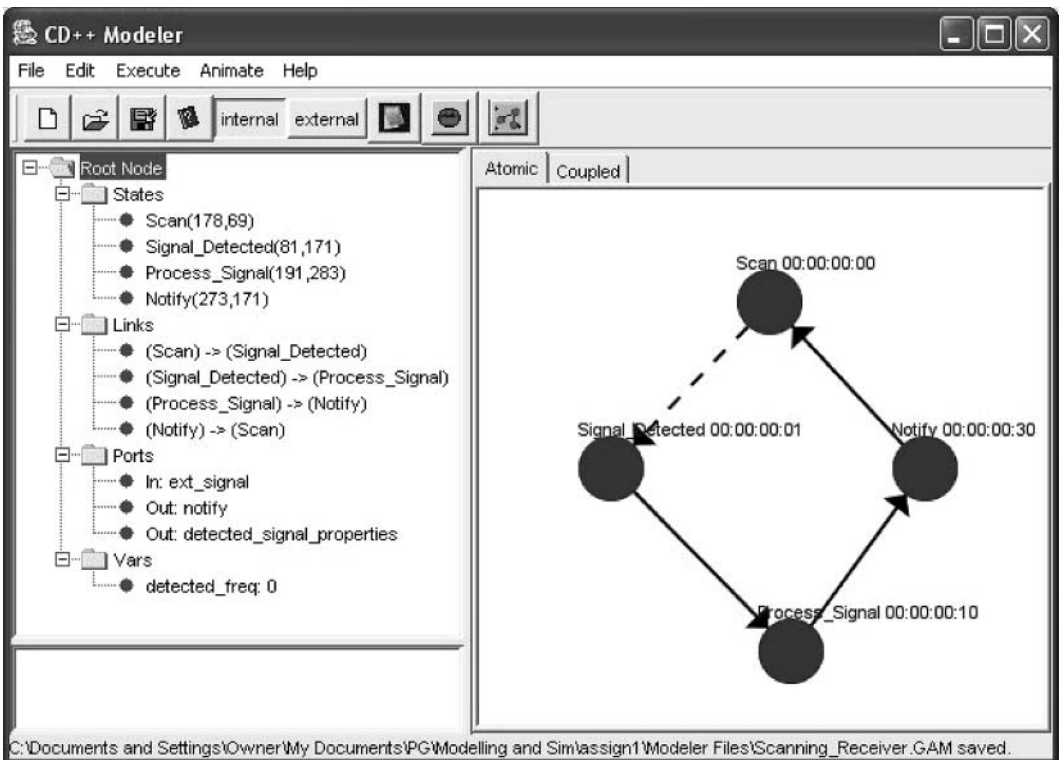 CD++ Modeler
File Edit Execute Animate Help
internal external
Root Node
States
Scan(178,69)
Signal_Detected(81,171)
Process_Signal(191,283)
Notify(273,171)
Links
(Scan) -> (Signal_Detected)
(Signal_Detected) -> (Process_Signal)
(Process_Signal) -> (Notify)
(Notify) -> (Scan)
Ports
In: ext_signal
Out: notify
Out: detected_signal_properties
Vars
detected_freq: 0
Atomic Coupled
Scan 00:00:00:00
Signal_Detected 00:00:00:01
Notify 00:00:00:30
Process_Signal 00:00:00:10
C:\Documents and Settings\Owner\My Documents\PG\Modelling and Sim\assign1\Modeler Files\Scanning_Receiver.GAM saved.